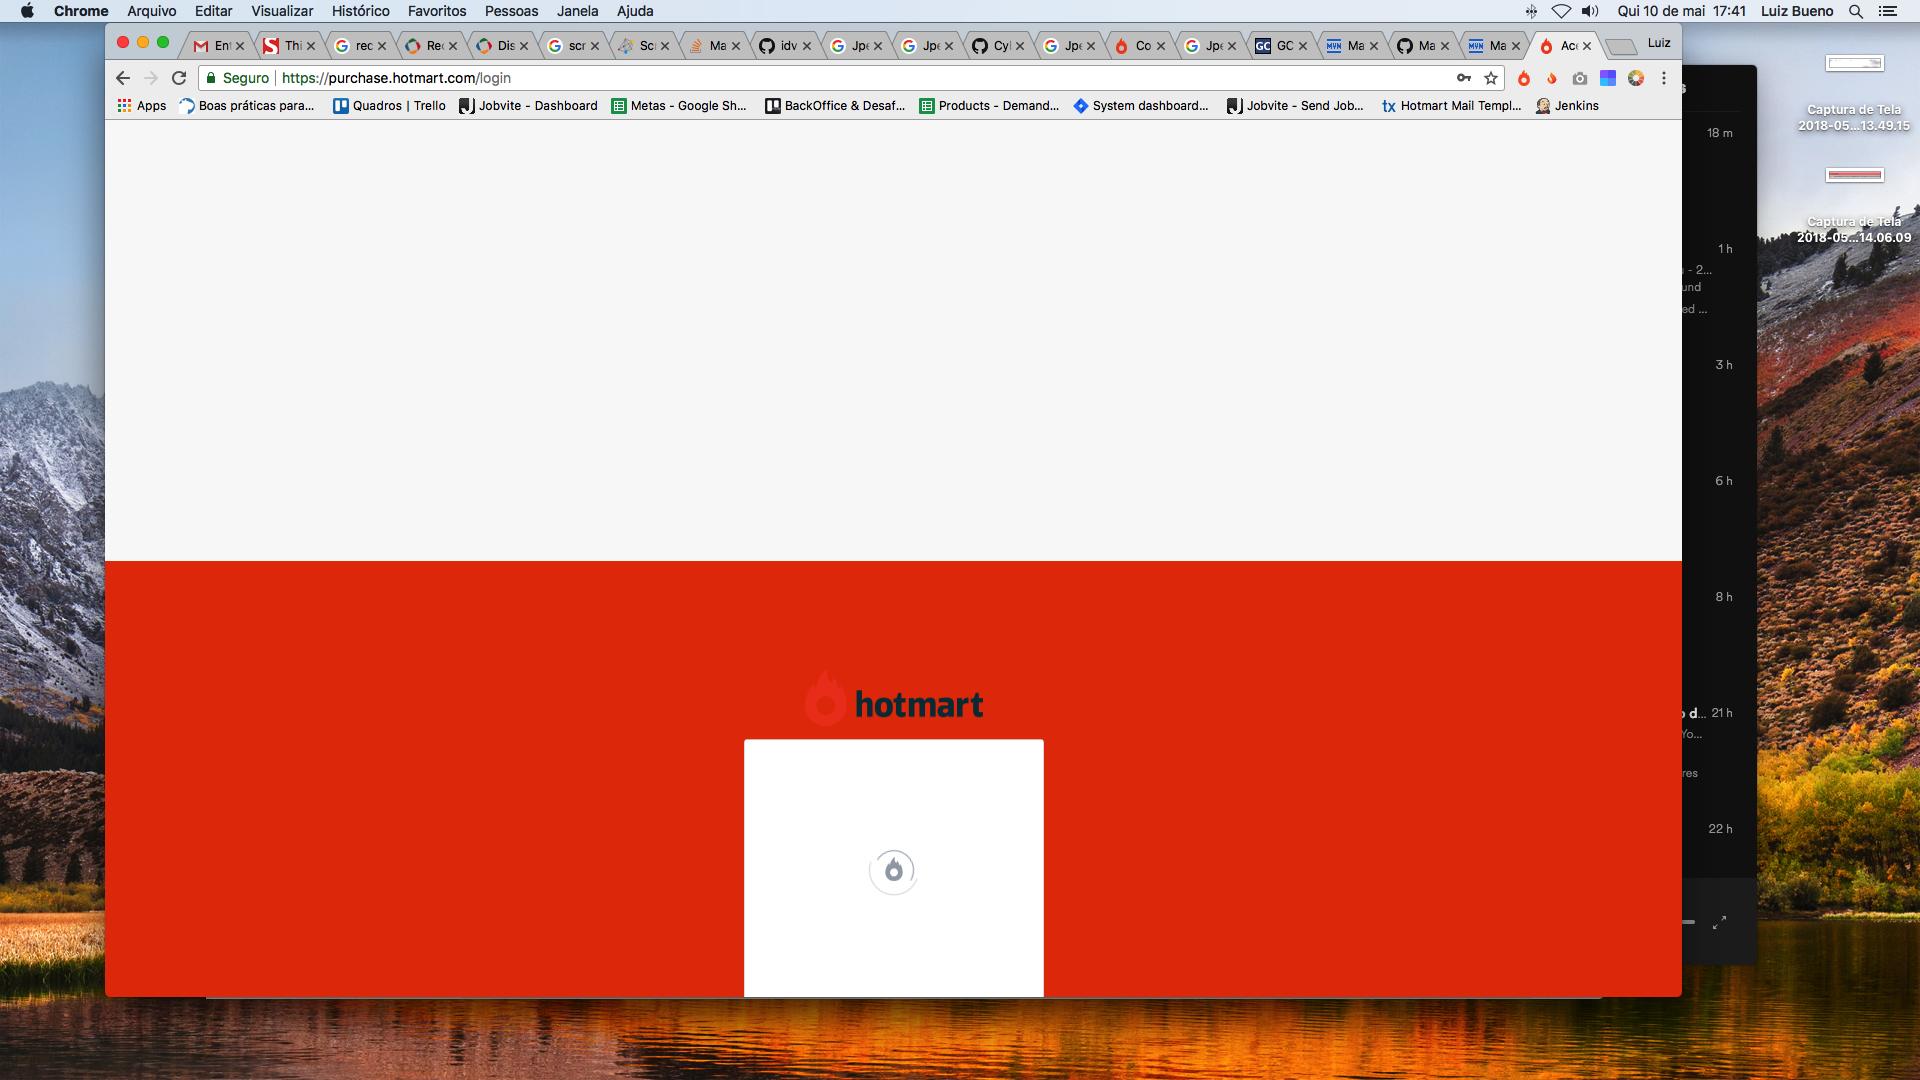 Chrome Arquivo Editar Visualizar Histórico Favoritos Pessoas Janela Ajuda
Qui 10 de mai 17:41 Luiz Bueno
Ent Thi rec Rec Dis scr Scr Ma idv Jpe Jpe Cyl Jpe Co Jpe GC GC Ma Ma Ma Ace Luiz
Seguro https://purchase.hotmart.com/login
Apps Boas práticas para... Quadros | Trello Jobvite - Dashboard Metas - Google Sh... BackOffice & Desaf... Products - Demand... System dashboard... Jobvite - Send Job... tx Hotmart Mail Templ... Jenkins
Captura de Tela
2018-05...13.49.15
18 m
Captura de Tela
2018-05...14.06.09
1 h
- 2...
und
ed ...
3 h
6 h
8 h
hotmart
o d... 21 h
Yo...
res
22 h